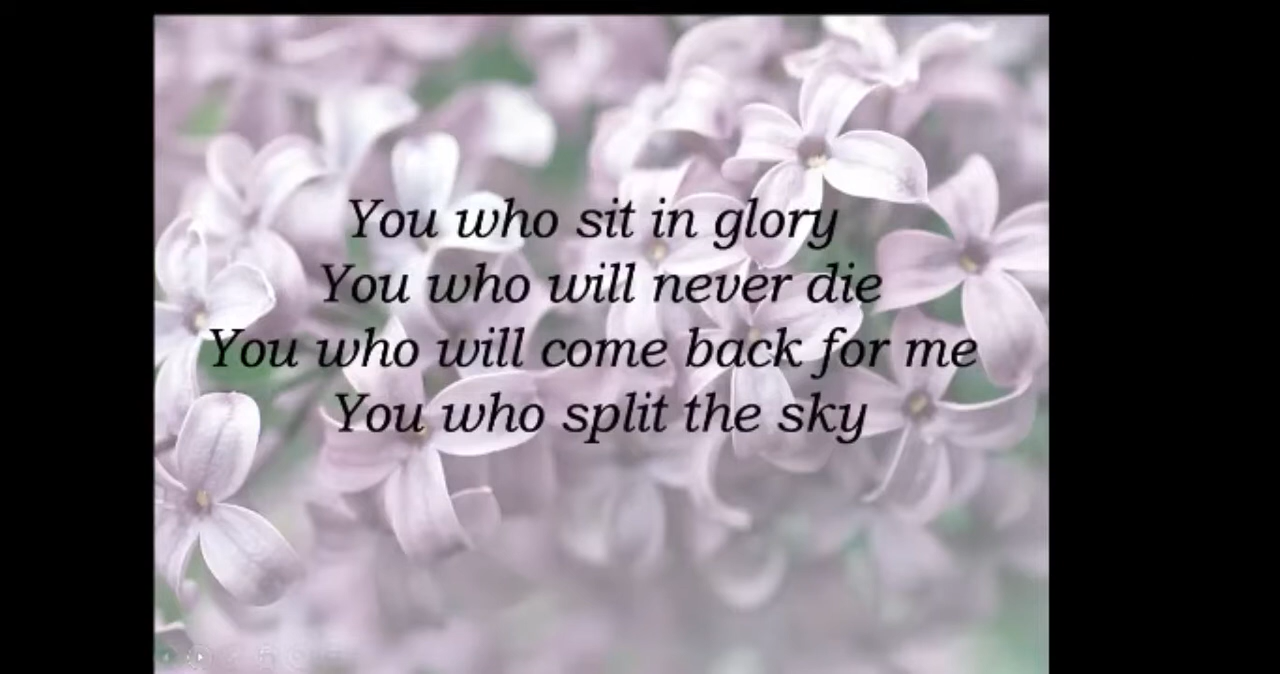 You who sit in glory
You who will never die
You who will come back for me
You who split the sky